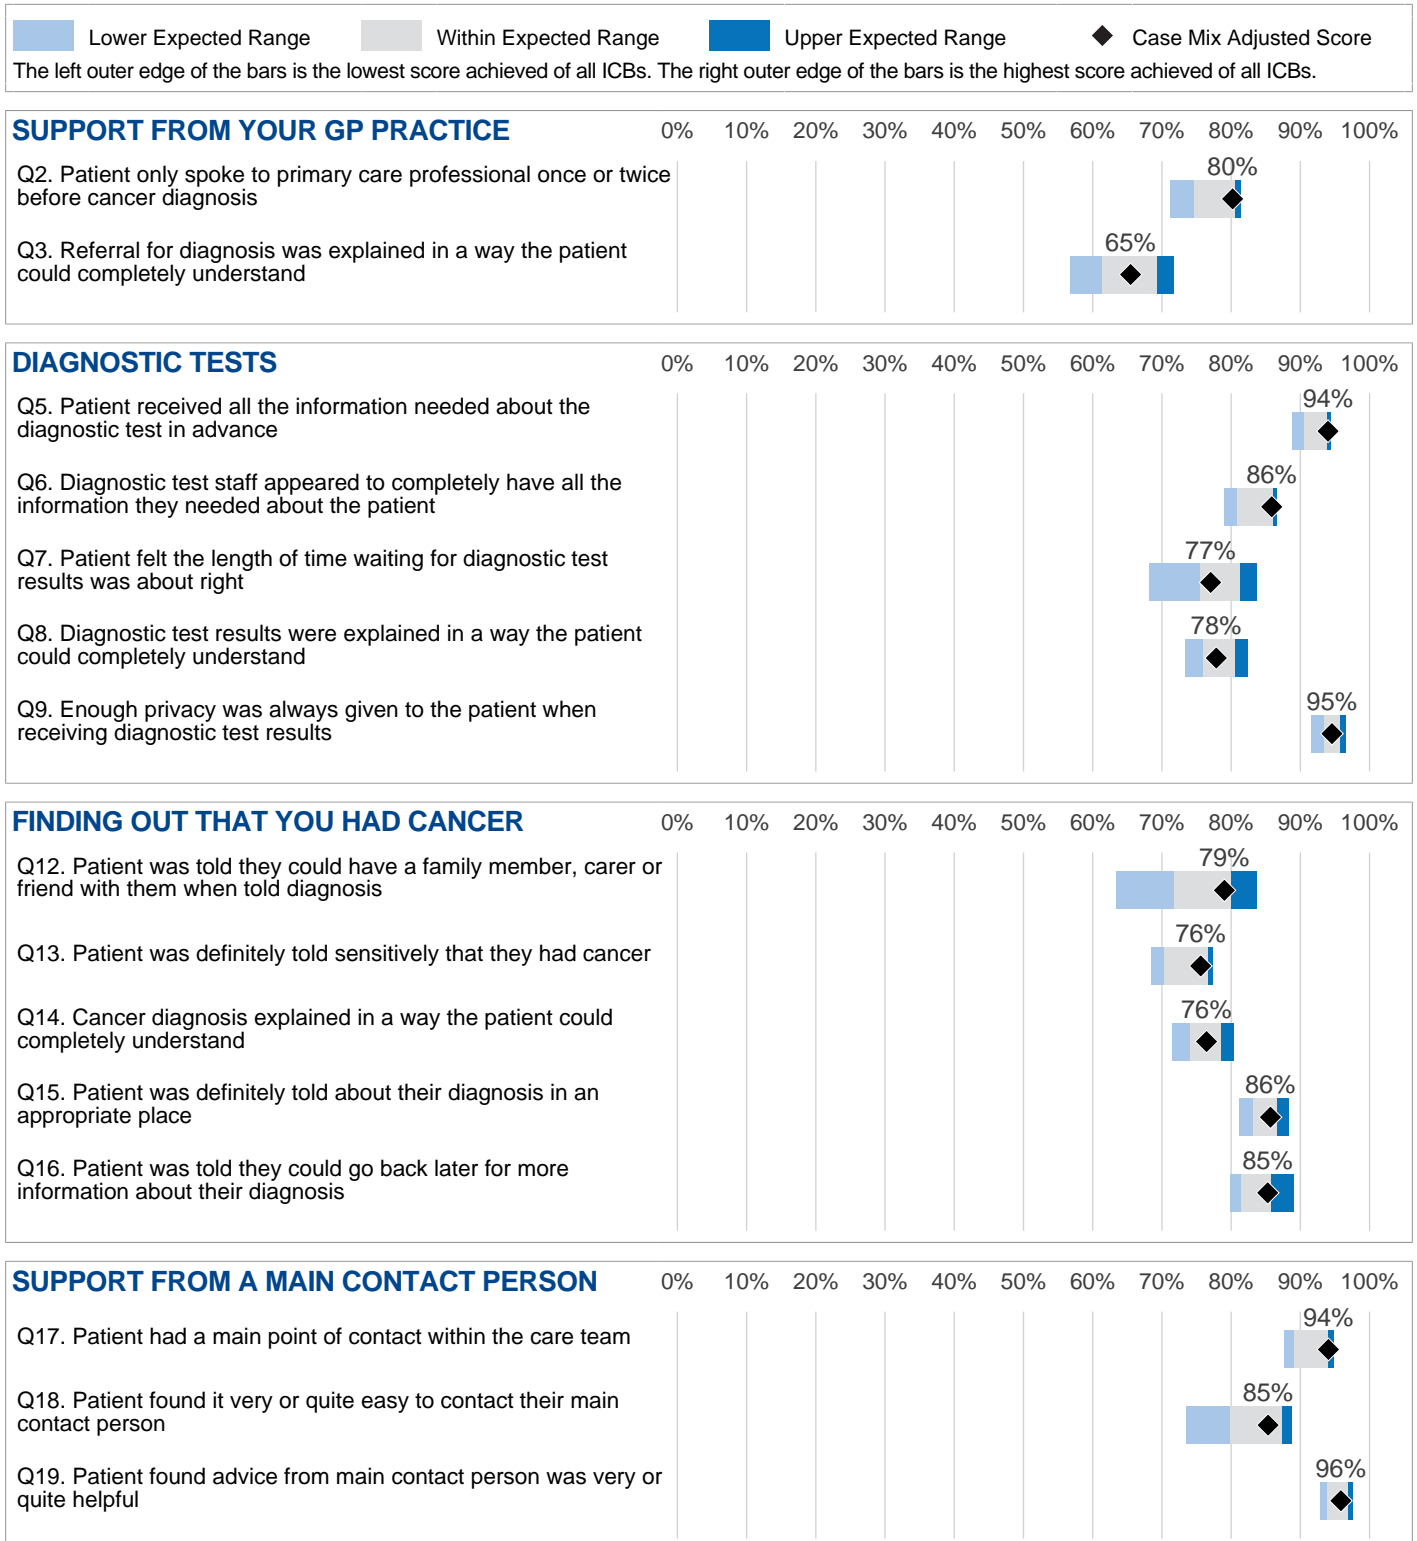 Lower Expected Range Within Expected Range Upper Expected Range Case Mix Adjusted Score
The left outer edge of the bars is the lowest score achieved of all ICBs. The right outer edge of the bars is the highest score achieved of all ICBs.
SUPPORT FROM YOUR GP PRACTICE 0% 10% 20% 30% 40% 50% 60% 70% 80% 90% 100%
Q2. Patient only spoke to primary care professional once or twice
before cancer diagnosis
80%
Q3. Referral for diagnosis was explained in a way the patient
could completely understand
65%
DIAGNOSTIC TESTS 0% 10% 20% 30% 40% 50% 60% 70% 80% 90% 100%
Q5. Patient received all the information needed about the
diagnostic test in advance
94%
Q6. Diagnostic test staff appeared to completely have all the
information they needed about the patient
86%
Q7. Patient felt the length of time waiting for diagnostic test
results was about right
77%
Q8. Diagnostic test results were explained in a way the patient
could completely understand
78%
Q9. Enough privacy was always given to the patient when
receiving diagnostic test results
95%
FINDING OUT THAT YOU HAD CANCER 0% 10% 20% 30% 40% 50% 60% 70% 80% 90% 100%
Q12. Patient was told they could have a family member, carer or
friend with them when told diagnosis
79%
Q13. Patient was definitely told sensitively that they had cancer
76%
Q14. Cancer diagnosis explained in a way the patient could
completely understand
76%
Q15. Patient was definitely told about their diagnosis in an
appropriate place
86%
Q16. Patient was told they could go back later for more
information about their diagnosis
85%
SUPPORT FROM A MAIN CONTACT PERSON 0% 10% 20% 30% 40% 50% 60% 70% 80% 90% 100%
Q17. Patient had a main point of contact within the care team
94%
Q18. Patient found it very or quite easy to contact their main
contact person
85%
Q19. Patient found advice from main contact person was very or
quite helpful
96%